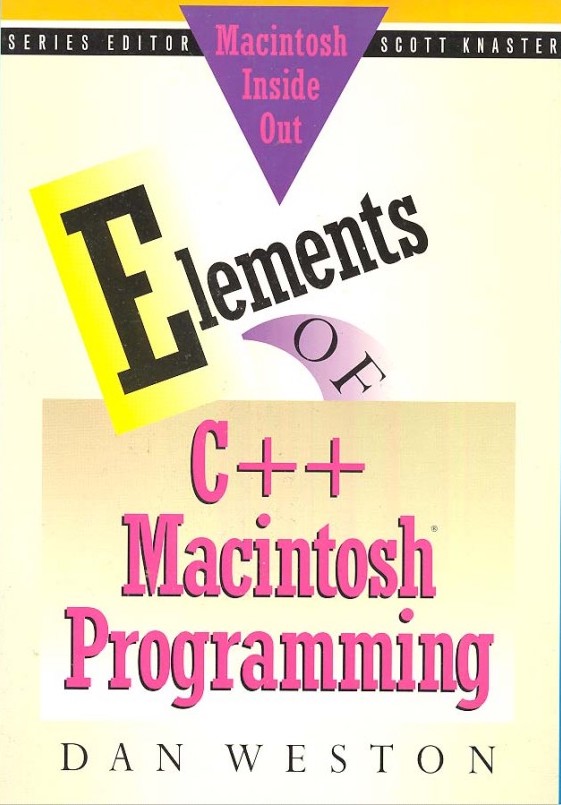 SERIES EDITOR
SCOTT KNASTER
Macintosh
Inside
Out
Elements
OF
C++
Macintosh®
Programming
DAN WESTON